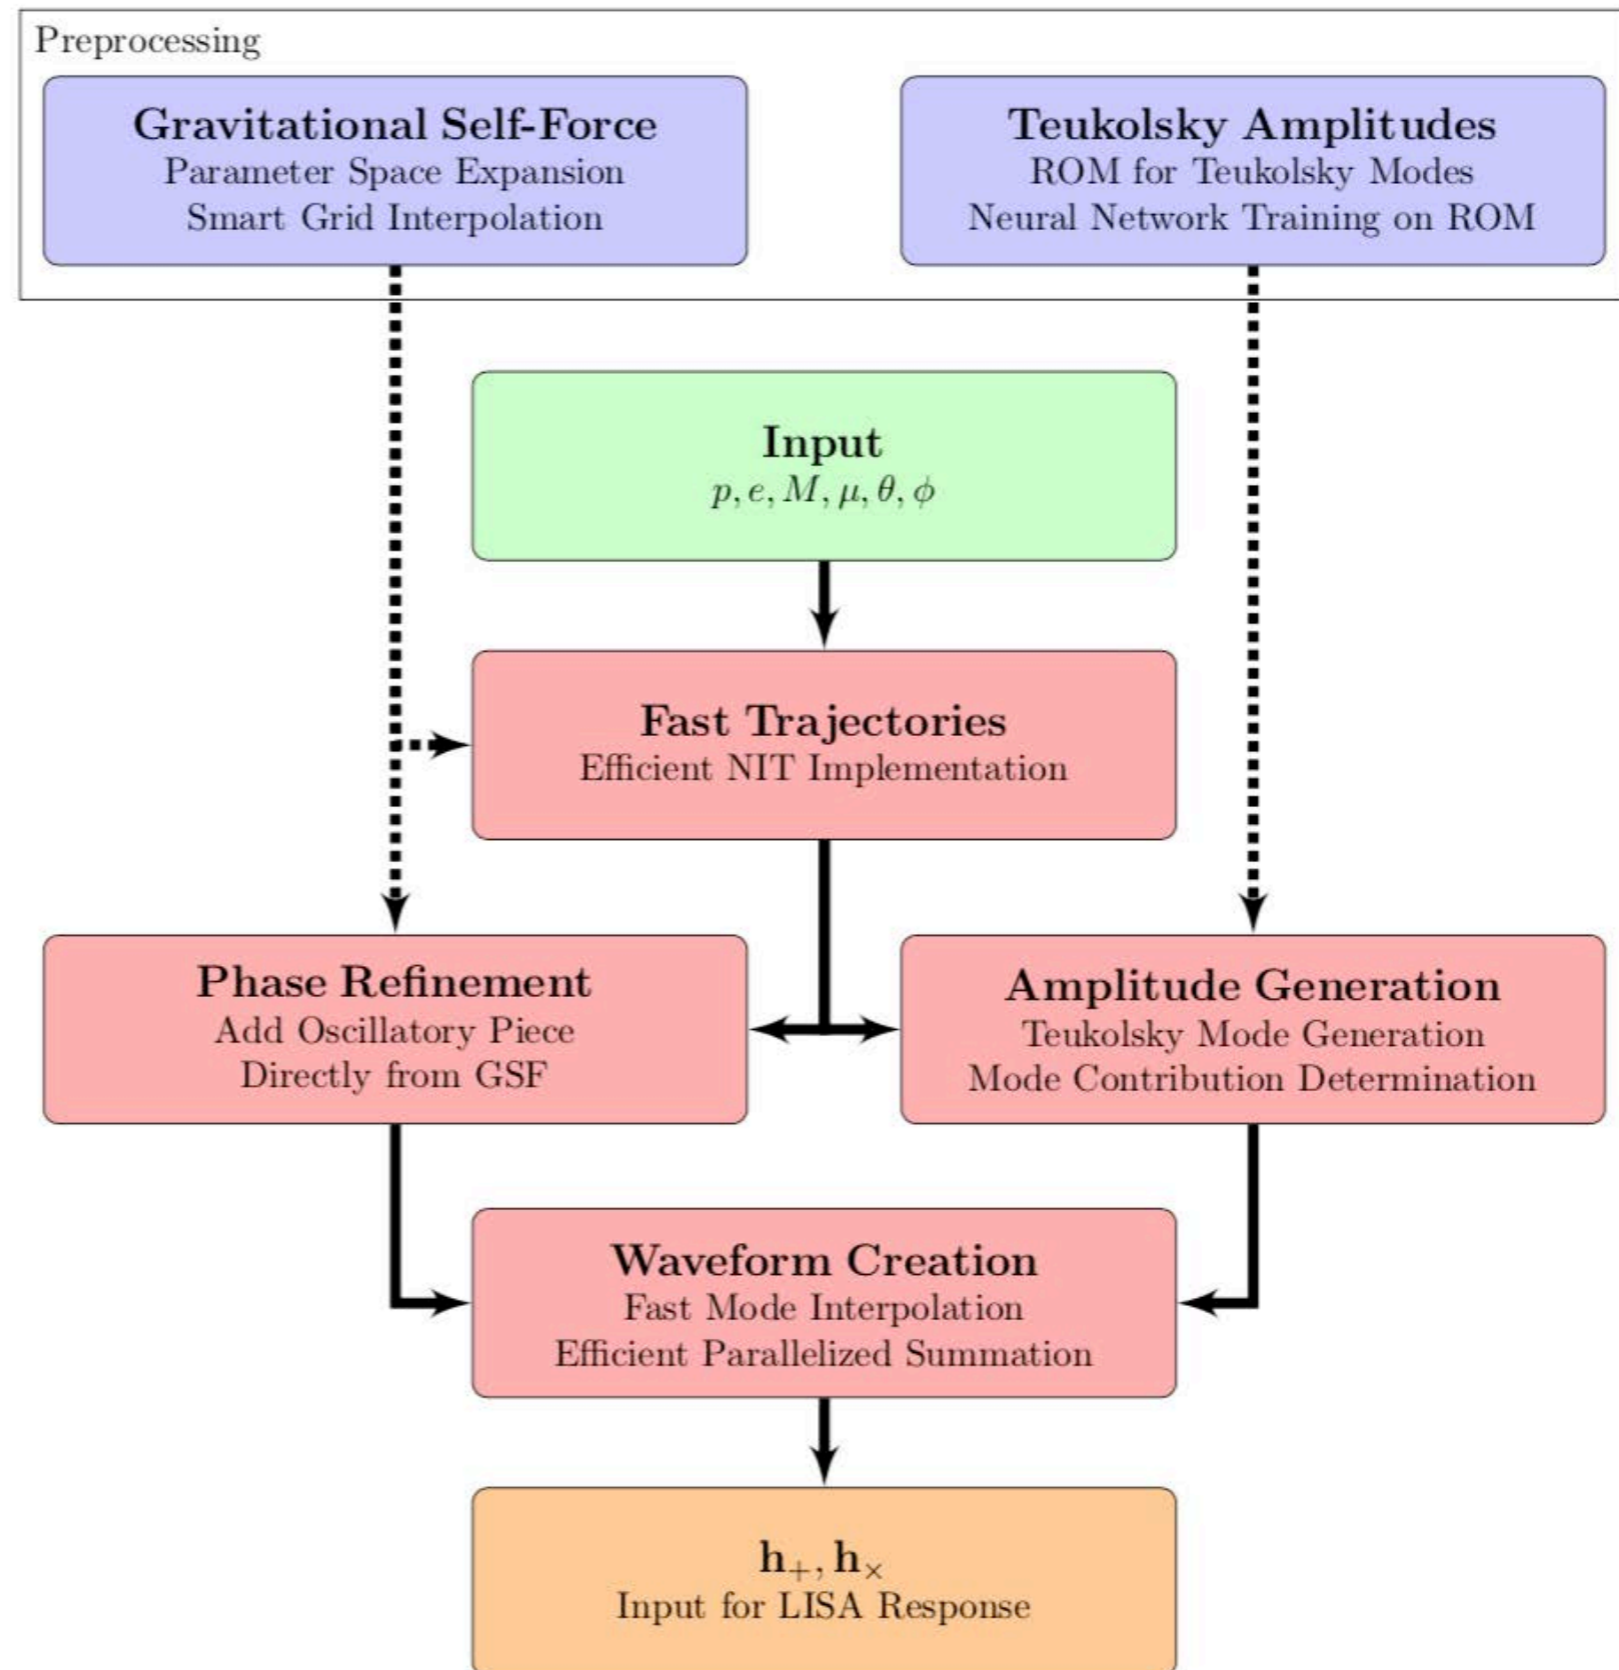 Preprocessing
Gravitational Self-Force
Parameter Space Expansion
Smart Grid Interpolation
Teukolsky Amplitudes
ROM for Teukolsky Modes
Neural Network Training on ROM
Input
p, e, M, μ, θ, ϕ
Fast Trajectories
Efficient NIT Implementation
Phase Refinement
Add Oscillatory Piece
Directly from GSF
Amplitude Generation
Teukolsky Mode Generation
Mode Contribution Determination
Waveform Creation
Fast Mode Interpolation
Efficient Parallelized Summation
h₊, h×
Input for LISA Response